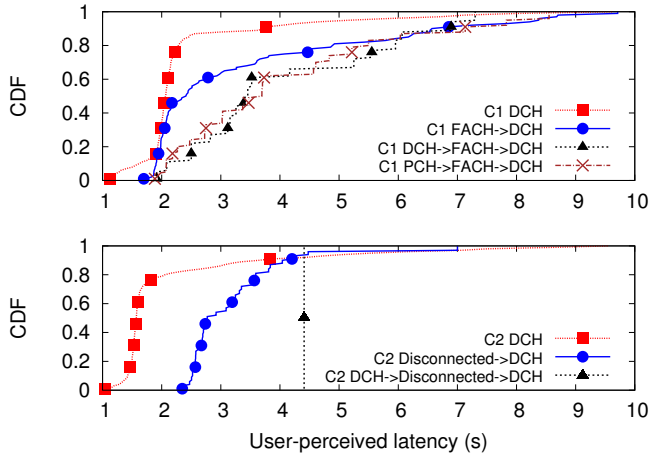 CDF
1
0.8
0.6
0.4
0.2
0
C1 DCH
C1 FACH->DCH
C1 DCH->FACH->DCH
C1 PCH->FACH->DCH
1 2 3 4 5 6 7 8 9 10
CDF
1
0.8
0.6
0.4
0.2
0
C2 DCH
C2 Disconnected->DCH
C2 DCH->Disconnected->DCH
1 2 3 4 5 6 7 8 9 10
User-perceived latency (s)